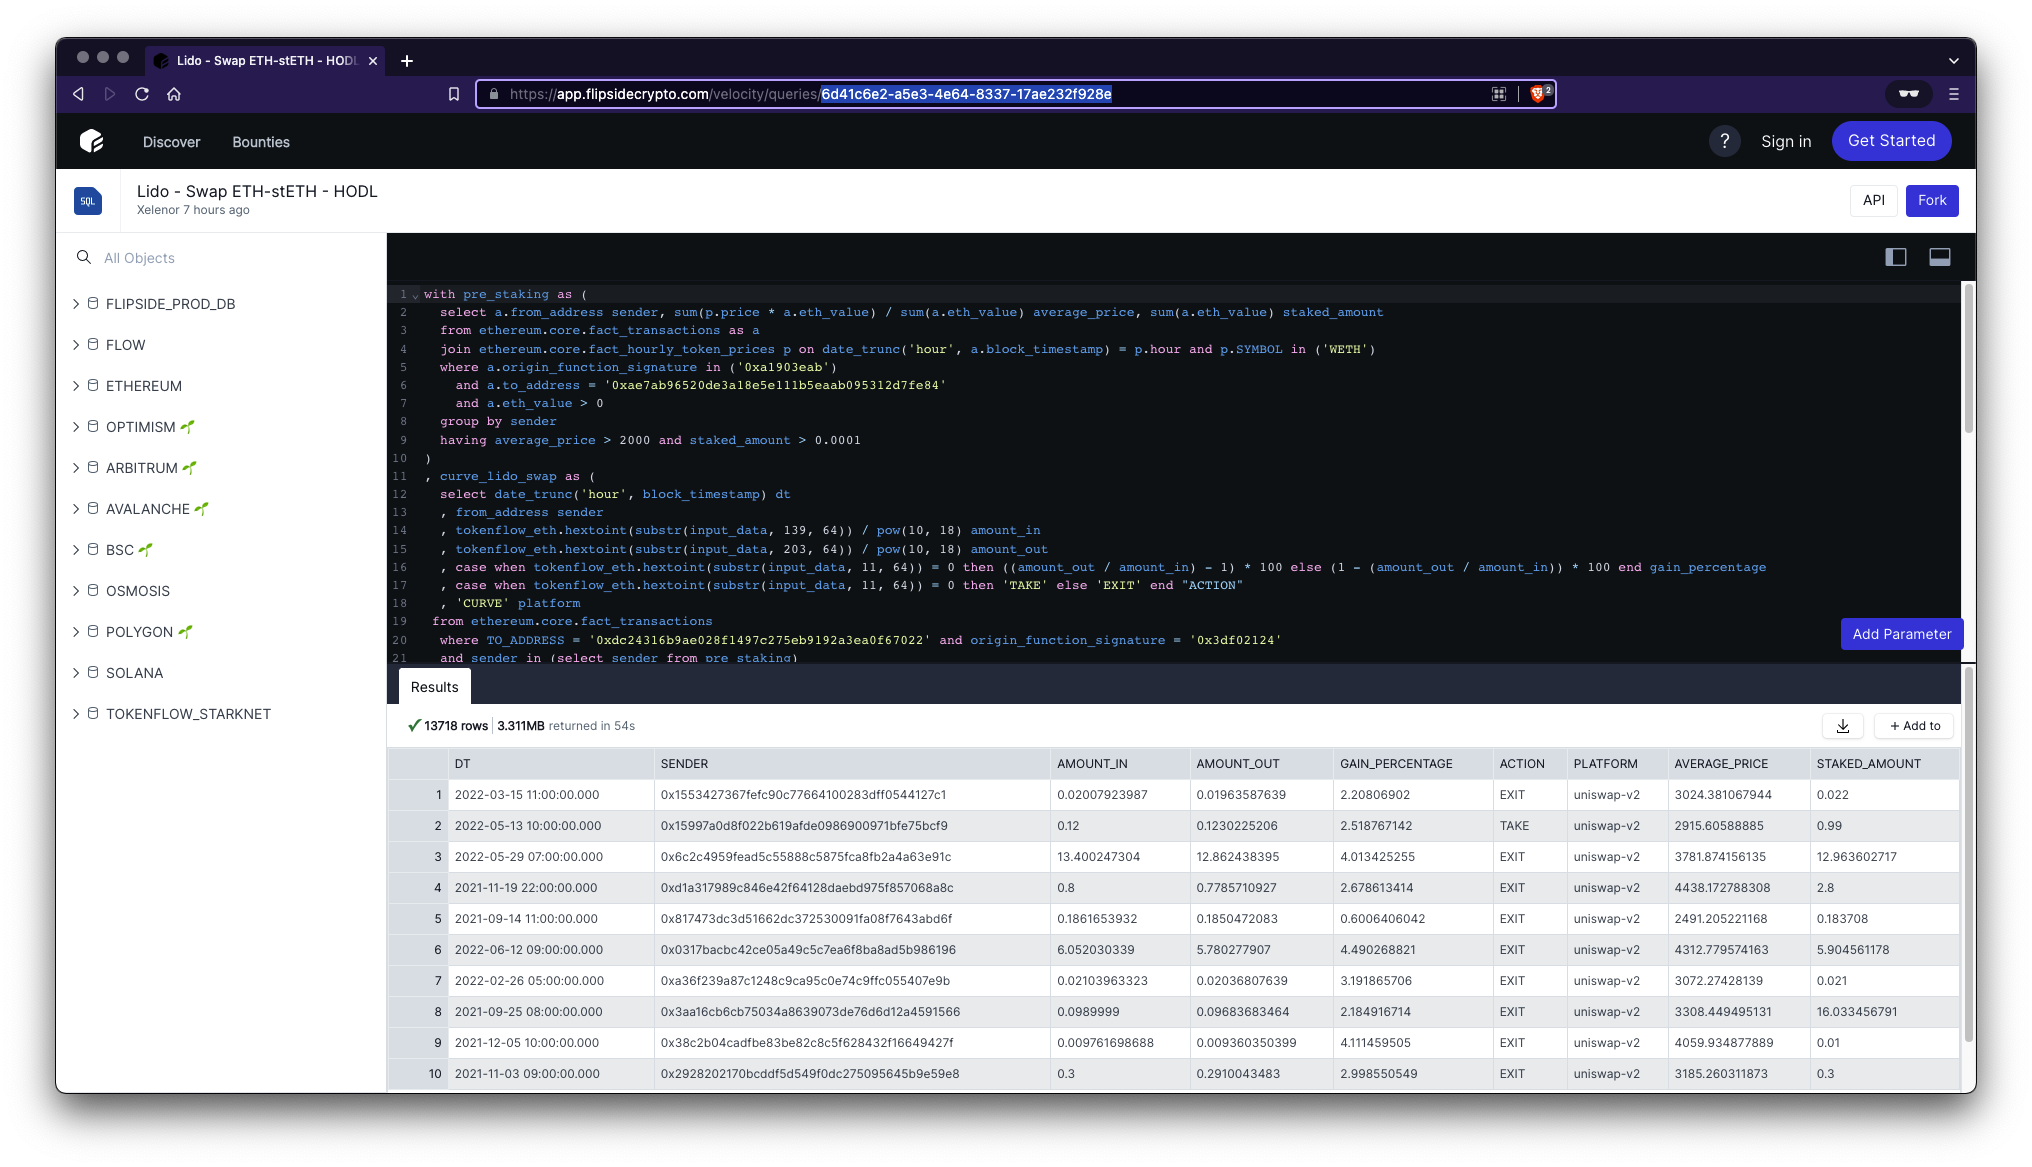 Lido - Swap ETH-stETH - HODL
https://app.flipsidecrypto.com/velocity/queries/6d41c6e2-a5e3-4e64-8337-17ae232f928e
2
Discover Bounties ? Sign in Get Started
SQL
Lido - Swap ETH-stETH - HODL
Xelenor 7 hours ago
API Fork
All Objects
FLIPSIDE_PROD_DB
FLOW
ETHEREUM
OPTIMISM
ARBITRUM
AVALANCHE
BSC
OSMOSIS
POLYGON
SOLANA
TOKENFLOW_STARKNET
1 with pre_staking as (
2 select a.from_address sender, sum(p.price * a.eth_value) / sum(a.eth_value) average_price, sum(a.eth_value) staked_amount
3 from ethereum.core.fact_transactions as a
4 join ethereum.core.fact_hourly_token_prices p on date_trunc('hour', a.block_timestamp) = p.hour and p.SYMBOL in ('WETH')
5 where a.origin_function_signature in ('0xa1903eab')
6 and a.to_address = '0xae7ab96520de3a18e5e111b5eaab095312d7fe84'
7 and a.eth_value > 0
8 group by sender
9 having average_price > 2000 and staked_amount > 0.0001
10 )
11 , curve_lido_swap as (
12 select date_trunc('hour', block_timestamp) dt
13 , from_address sender
14 , tokenflow_eth.hextoint(substr(input_data, 139, 64)) / pow(10, 18) amount_in
15 , tokenflow_eth.hextoint(substr(input_data, 203, 64)) / pow(10, 18) amount_out
16 , case when tokenflow_eth.hextoint(substr(input_data, 11, 64)) = 0 then ((amount_out / amount_in) - 1) * 100 else (1 - (amount_out / amount_in)) * 100 end gain_percentage
17 , case when tokenflow_eth.hextoint(substr(input_data, 11, 64)) = 0 then 'TAKE' else 'EXIT' end "ACTION"
18 , 'CURVE' platform
19 from ethereum.core.fact_transactions
20 where TO_ADDRESS = '0xdc24316b9ae028f1497c275eb9192a3ea0f67022' and origin_function_signature = '0x3df02124'
21 and sender in (select sender from pre_staking)
Add Parameter
Results
13718 rows 3.311MB returned in 54s
+ Add to
DT SENDER AMOUNT_IN AMOUNT_OUT GAIN_PERCENTAGE ACTION PLATFORM AVERAGE_PRICE STAKED_AMOUNT
1 2022-03-15 11:00:00.000 0x1553427367fefc90c77664100283dff0544127c1 0.02007923987 0.01963587639 2.20806902 EXIT uniswap-v2 3024.381067944 0.022
2 2022-05-13 10:00:00.000 0x15997a0d8f022b619afde0986900971bfe75bcf9 0.12 0.1230225206 2.518767142 TAKE uniswap-v2 2915.60588885 0.99
3 2022-05-29 07:00:00.000 0x6c2c4959fead5c55888c5875fca8fb2a4a63e91c 13.400247304 12.862438395 4.013425255 EXIT uniswap-v2 3781.874156135 12.963602717
4 2021-11-19 22:00:00.000 0xd1a317989c846e42f64128daebd975f857068a8c 0.8 0.7785710927 2.678613414 EXIT uniswap-v2 4438.172788308 2.8
5 2021-09-14 11:00:00.000 0x817473dc3d51662dc372530091fa08f7643abd6f 0.1861653932 0.1850472083 0.6006406042 EXIT uniswap-v2 2491.205221168 0.183708
6 2022-06-12 09:00:00.000 0x0317bacbc42ce05a49c5c7ea6f8ba8ad5b986196 6.052030339 5.780277907 4.490268821 EXIT uniswap-v2 4312.779574163 5.904561178
7 2022-02-26 05:00:00.000 0xa36f239a87c1248c9ca95c0e74c9ffc055407e9b 0.02103963323 0.02036807639 3.191865706 EXIT uniswap-v2 3072.27428139 0.021
8 2021-09-25 08:00:00.000 0x3aa16cb6cb75034a8639073de76d6d12a4591566 0.0989999 0.09683683464 2.184916714 EXIT uniswap-v2 3308.449495131 16.033456791
9 2021-12-05 10:00:00.000 0x38c2b04cadfbe83be82c8c5f628432f16649427f 0.009761698688 0.009360350399 4.111459505 EXIT uniswap-v2 4059.934877889 0.01
10 2021-11-03 09:00:00.000 0x2928202170bcddf5d549f0dc275095645b9e59e8 0.3 0.2910043483 2.998550549 EXIT uniswap-v2 3185.260311873 0.3